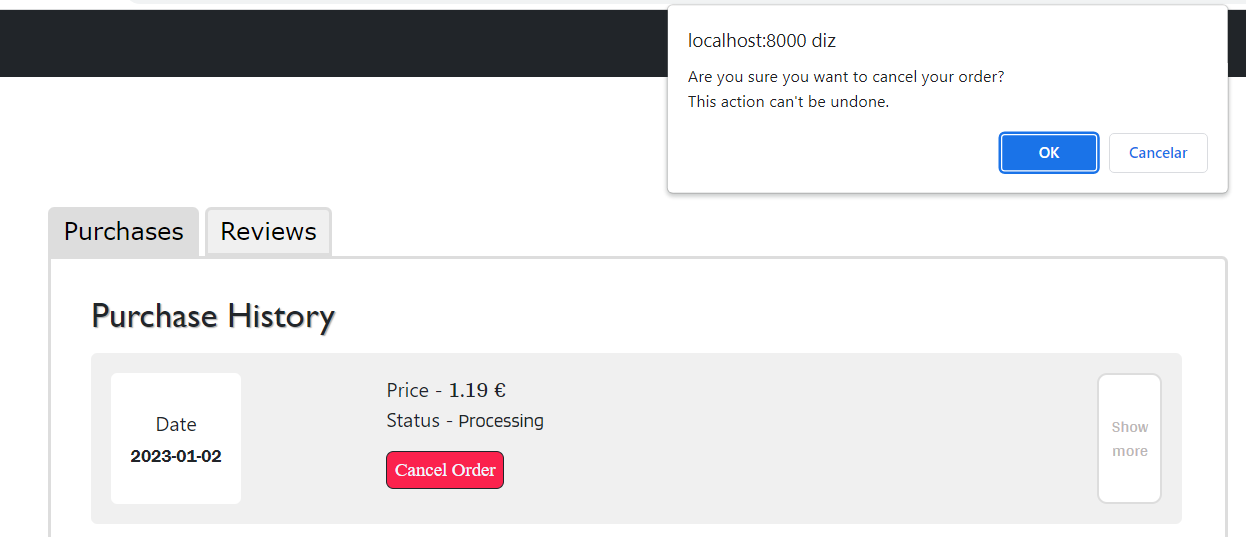 localhost:8000 diz
Are you sure you want to cancel your order?
This action can't be undone.
OK
Cancelar
Purchases
Reviews
Purchase History
Date
2023-01-02
Price - 1.19 €
Status - Processing
Cancel Order
Show
more